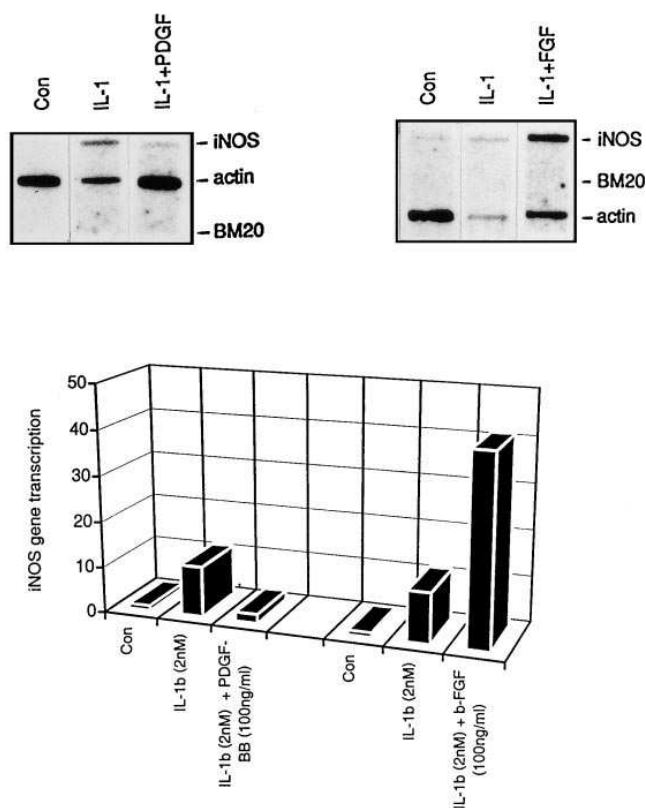 Con
IL-1
IL-1+PDGF
– iNOS
– actin
– BM20
Con
IL-1
IL-1+FGF
– iNOS
BM20
– actin
iNOS gene transcription
50
40
30
20
10
0
Con
IL-1b (2nM)
IL-1b (2nM) + PDGF-
BB (100ng/ml)
Con
IL-1b (2nM)
IL-1b (2nM) + b-FGF
(100ng/ml)